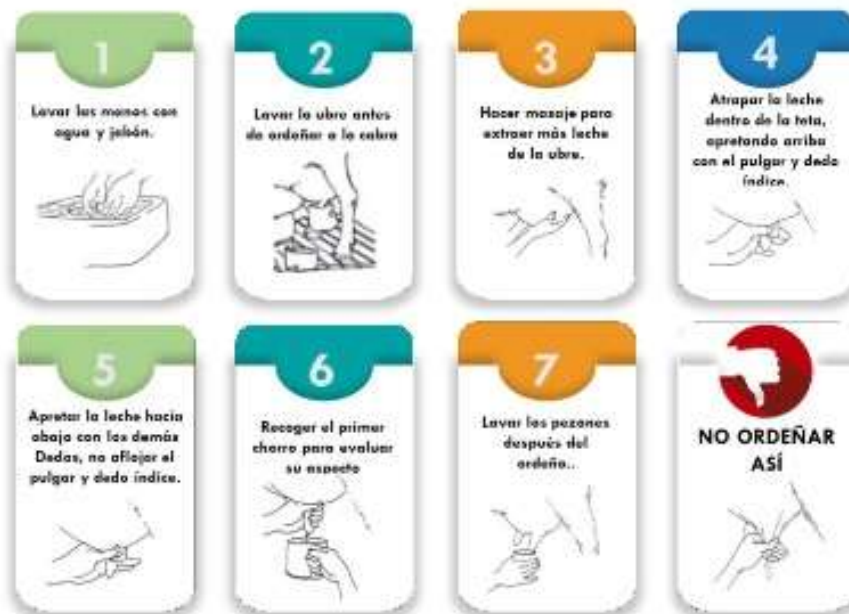 1
Lavar las manos con
agua y jabón.
2
Lavar la ubre antes
de ordeñar a la cabra
3
Hacer masaje para
extraer más leche
de la ubre.
4
Atrapar la leche
dentro de la teta,
apretando arriba
con el pulgar y dedo
índice.
5
Apretar la leche hacia
abajo con los demás
Dedos, no aflojar el
pulgar y dedo índice.
6
Recoger el primer
chorro para evaluar
su aspecto
7
Lavar los pezones
después del
ordeño..
NO ORDEÑAR
ASÍ